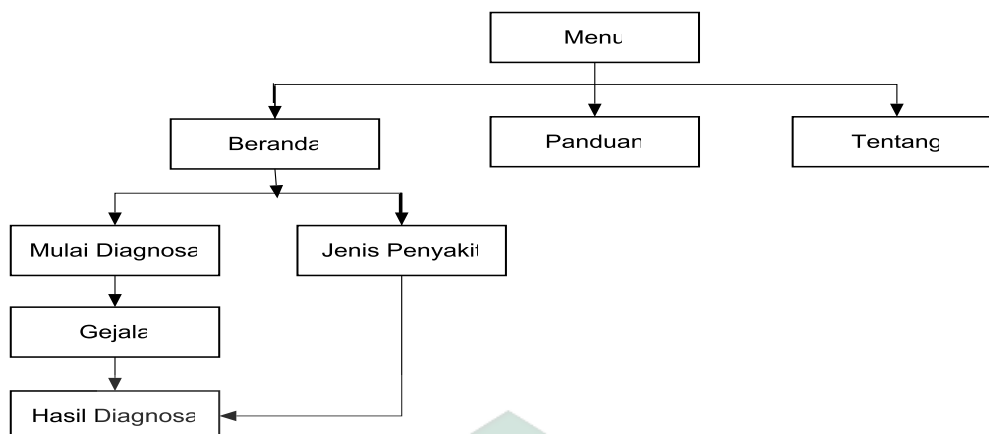 Menu
Beranda
Panduan
Tentang
Mulai Diagnosa
Jenis Penyakit
Gejala
Hasil Diagnosa